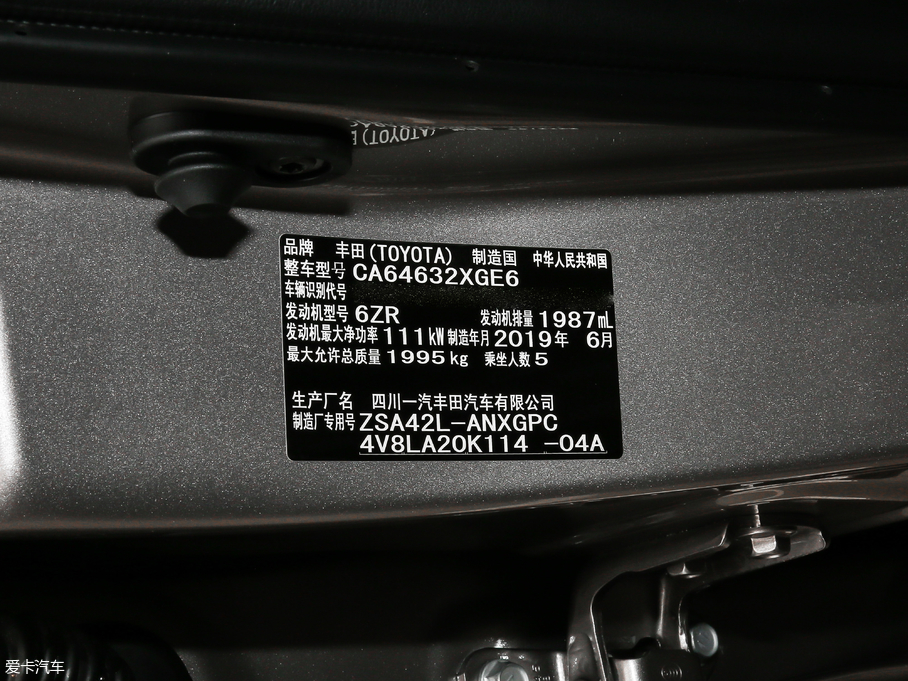 (TOYOTA)
品牌 丰田(TOYOTA) 制造国 中华人民共和国
整车型号 CA64632XGE6
车辆识别代号
发动机型号 6ZR 发动机排量 1987mL
发动机最大净功率 111kW 制造年月 2019年 6月
最大允许总质量 1995kg 乘坐人数 5
生产厂名 四川一汽丰田汽车有限公司
制造厂专用号 ZSA42L-ANXGPC
4V8LA20K114 -04A
爱卡汽车